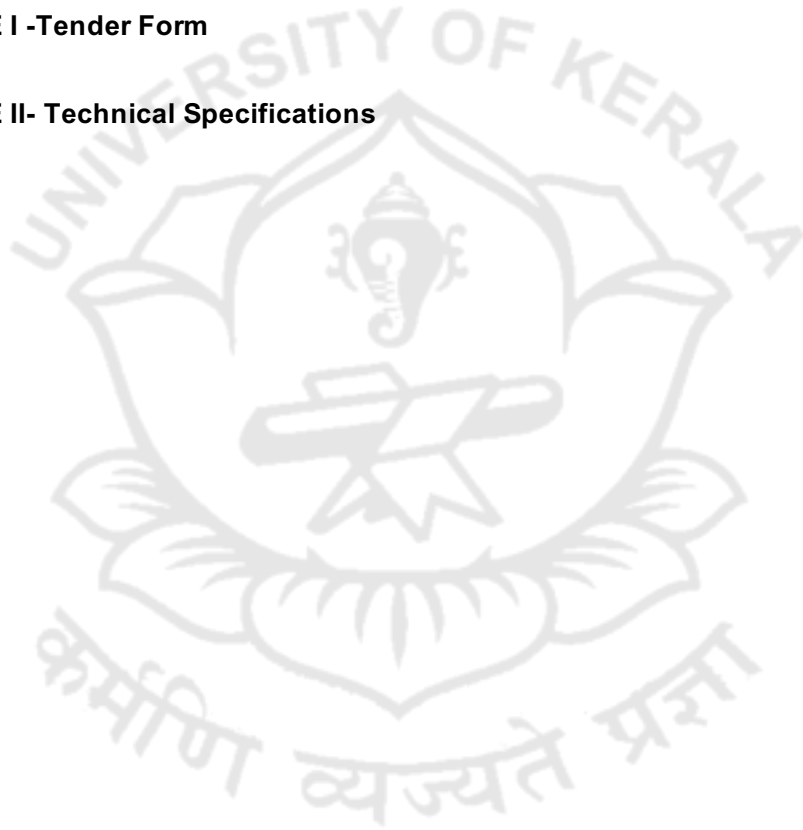 E I -Tender Form
E II- Technical Specifications
UNIVERSITY OF KERALA
कर्मणि व्यज्यते प्रज्ञा